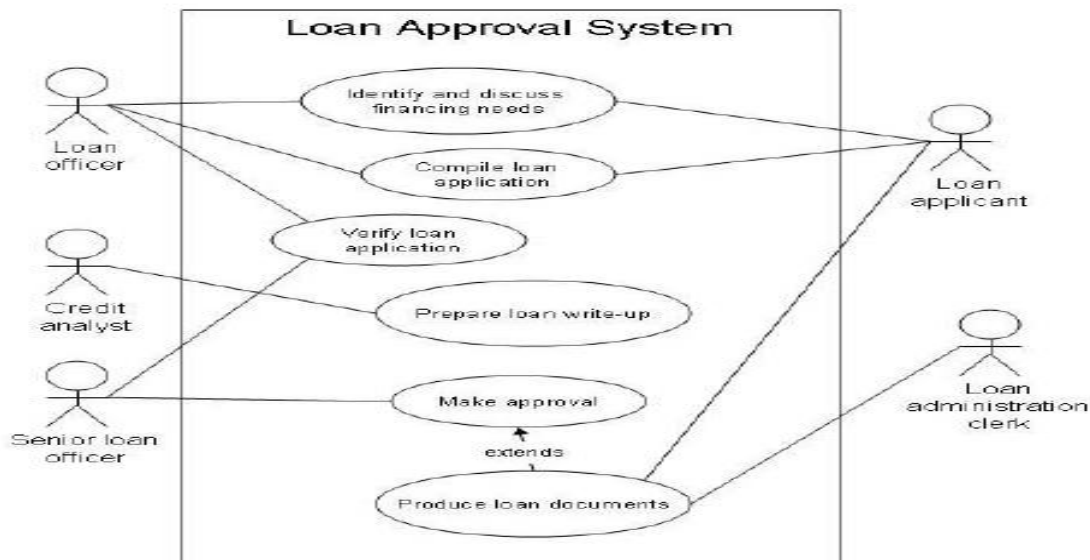 Loan Approval System
Identify and discuss
financing needs
Loan
officer
Compile loan
application
Loan
applicant
Verify loan
application
Credit
analyst
Prepare loan write-up
Make approval
Loan
administration
clerk
Senior loan
officer
extends
Produce loan documents